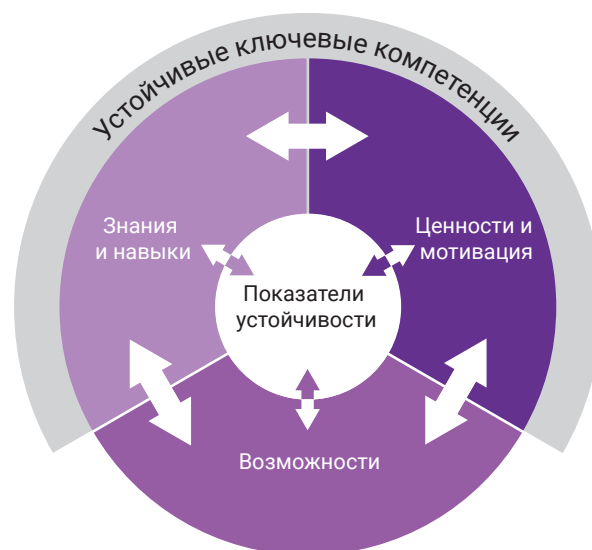 Устойчивые ключевые компетенции
Знания
и навыки
Ценности и
мотивация
Показатели
устойчивости
Возможности